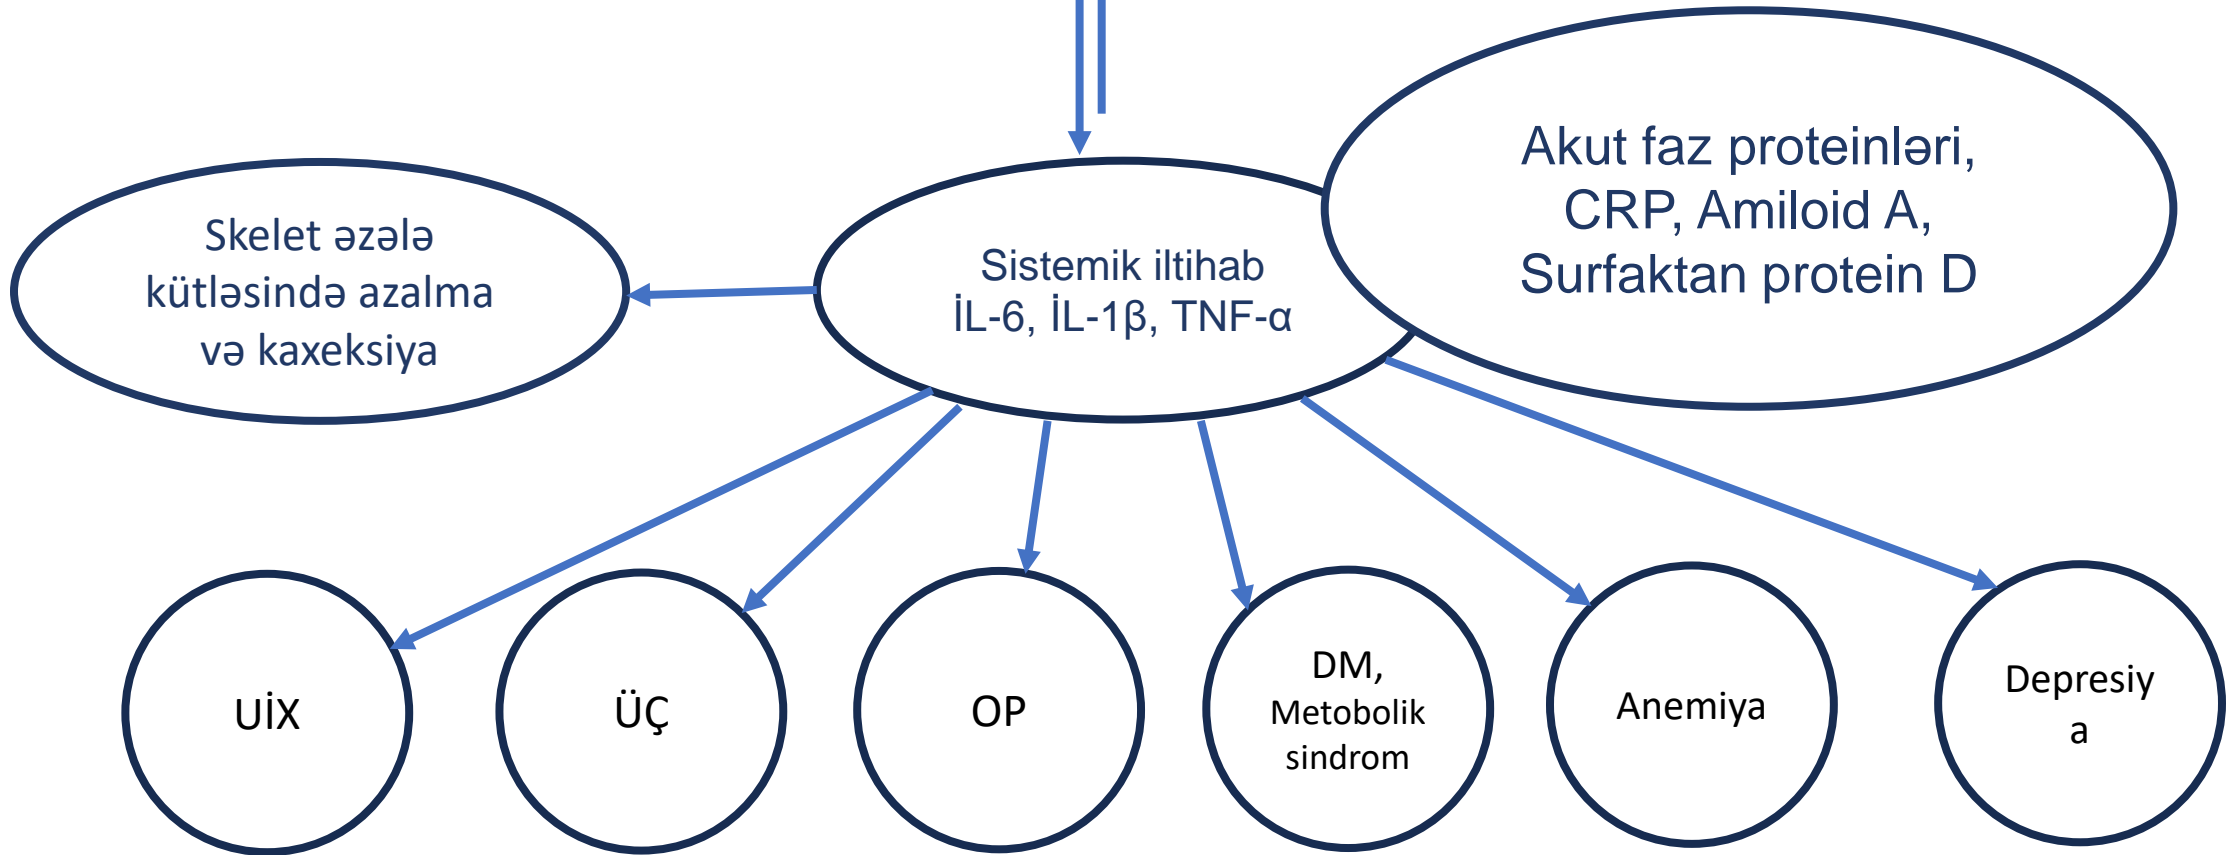 Akut faz proteinləri,
CRP, Amiloid A,
Surfaktan protein D
Skelet əzələ
kütləsində azalma
və kaxeksiya
Sistemik iltihab
İL-6, İL-1β, TNF-α
UİX
ÜÇ
OP
DM,
Metobolik
sindrom
Anemiya
Depresiy
a